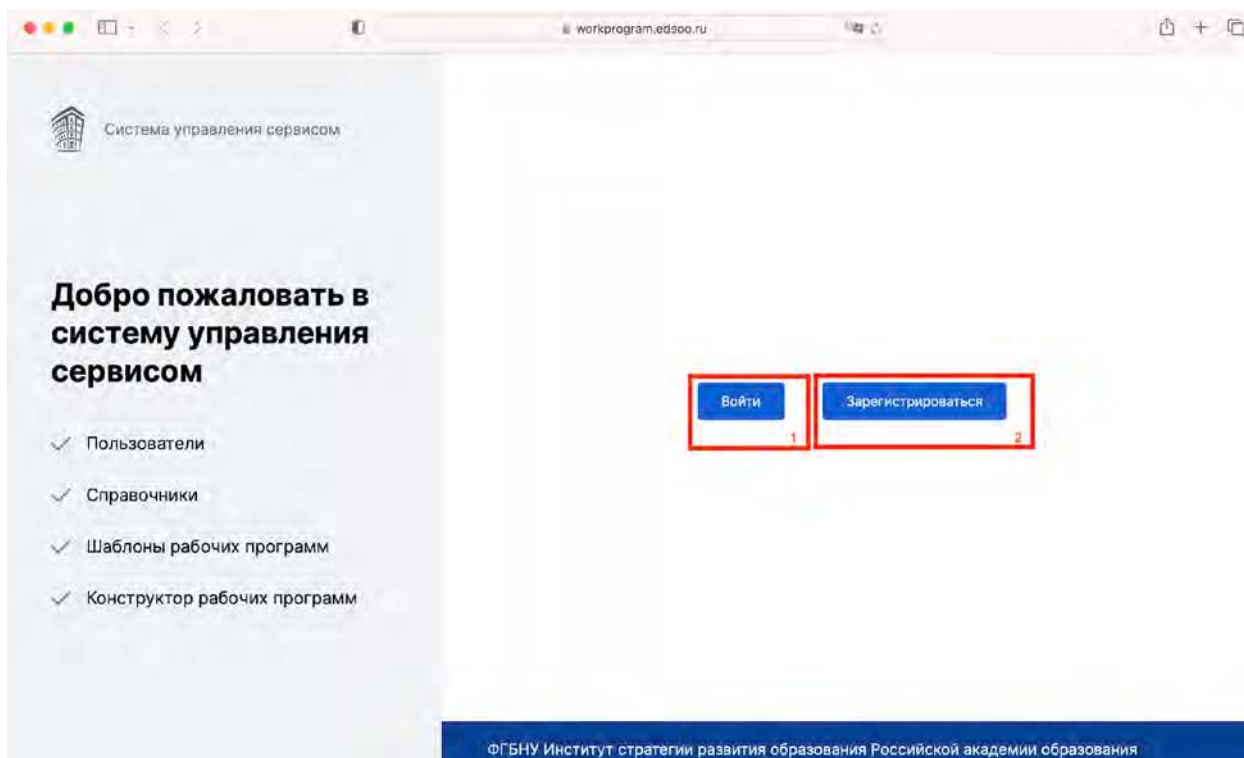 workprogram.edsoo.ru
Система управления сервисом
Добро пожаловать в
систему управления
сервисом
Пользователи
Справочники
Шаблоны рабочих программ
Конструктор рабочих программ
Войти
Зарегистрироваться
1
2
ФГБНУ Институт стратегии развития образования Российской академии образования